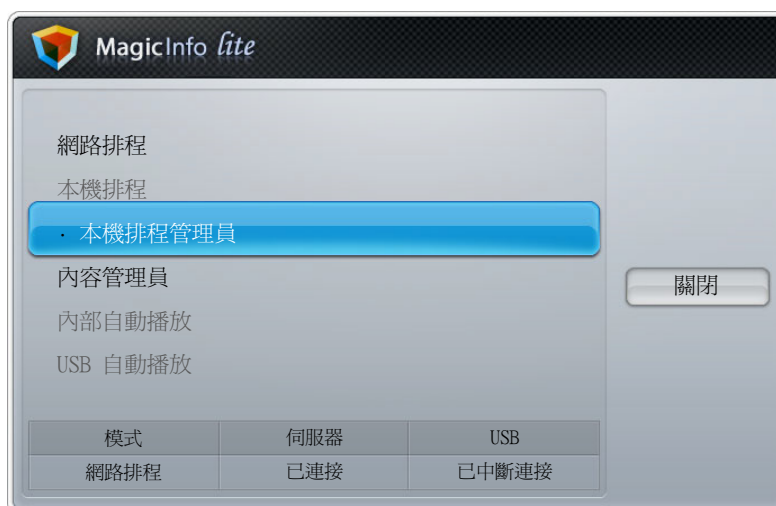 MagicInfo lite
網路排程
本機排程
· 本機排程管理員
內容管理員
內部自動播放
USB 自動播放
關閉
模式 伺服器 USB
網路排程 已連接 已中斷連接